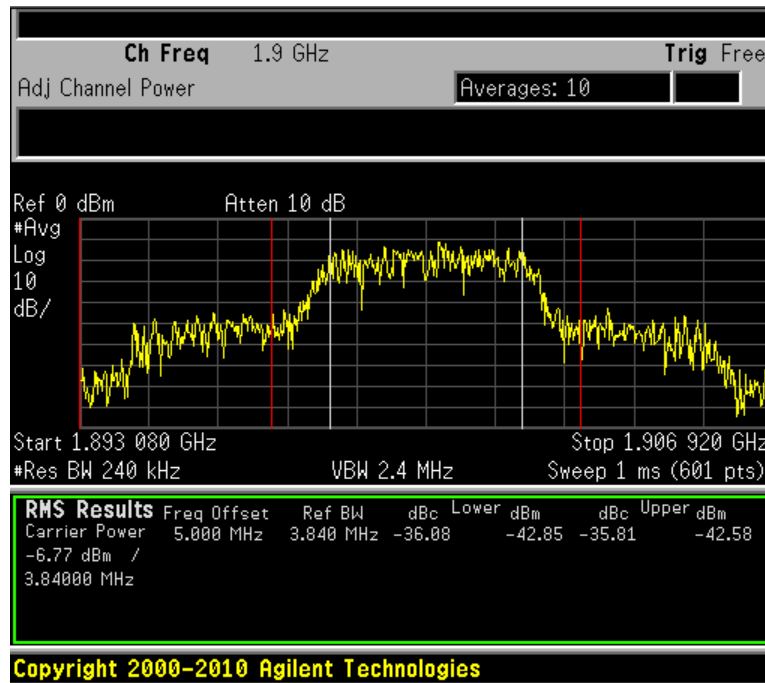 Ch Freq 1.9 GHz Trig Free
Adj Channel Power Averages: 10
Ref 0 dBm Atten 10 dB
#Avg
Log
10
dB/
Start 1.893 080 GHz Stop 1.906 920 GHz
#Res BW 240 kHz VBW 2.4 MHz Sweep 1 ms (601 pts)
RMS Results Freq Offset Ref BW dBc Lower dBm dBc Upper dBm
Carrier Power 5.000 MHz 3.840 MHz -36.08 -42.85 -35.81 -42.58
-6.77 dBm /
3.84000 MHz
Copyright 2000-2010 Agilent Technologies